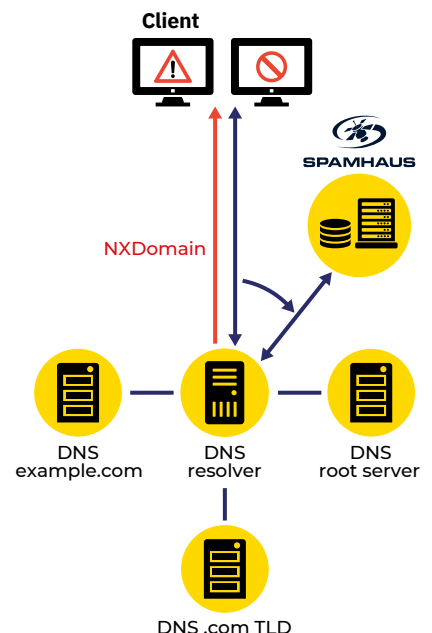 Client
SPAMHAUS
NXDomain
DNS
example.com
DNS
resolver
DNS
root server
DNS .com TLD